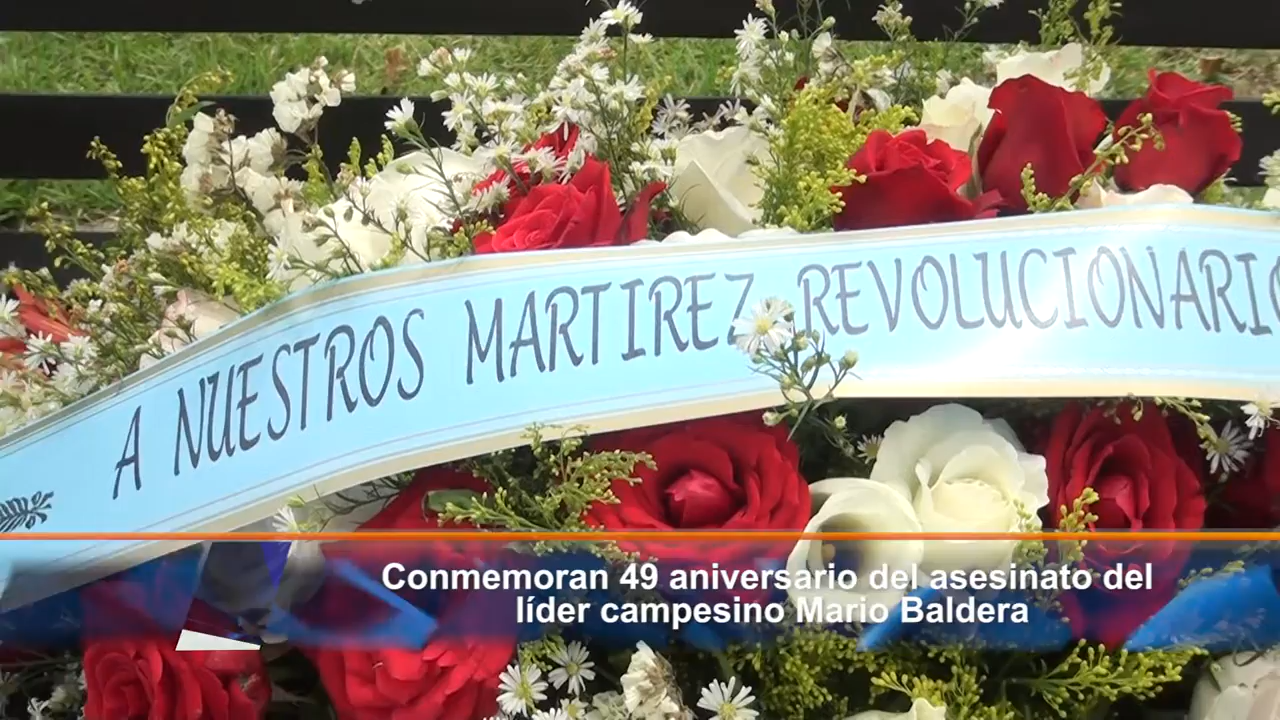 A NUESTROS MARTIREZ REVOLUCIONARIO
Conmemoran 49 aniversario del asesinato del
líder campesino Mario Baldera